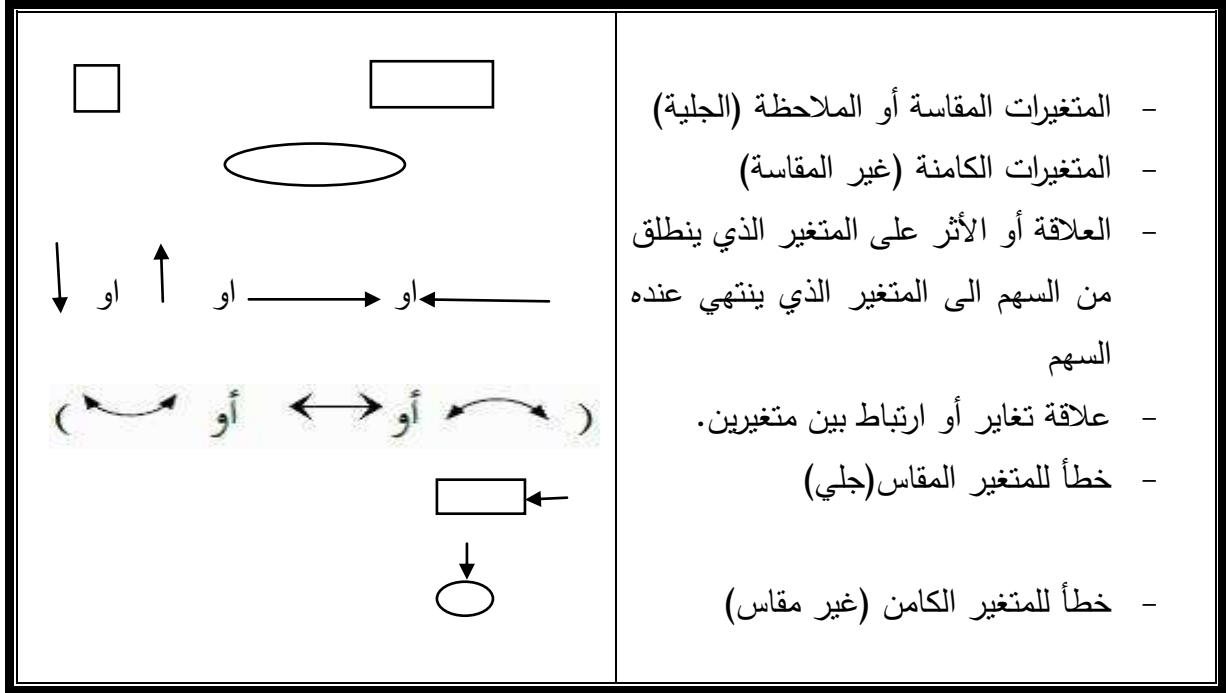 - المتغيرات المقاسة أو الملاحظة (الجلية)
- المتغيرات الكامنة (غير المقاسة)
- العلاقة أو الأثر على المتغير الذي ينطلق
من السهم الى المتغير الذي ينتهي عنده
السهم
- علاقة تغاير أو ارتباط بين متغيرين.
- خطأ للمتغير المقاس(جلي)
- خطأ للمتغير الكامن (غير مقاس)
او او او
( أو أو )